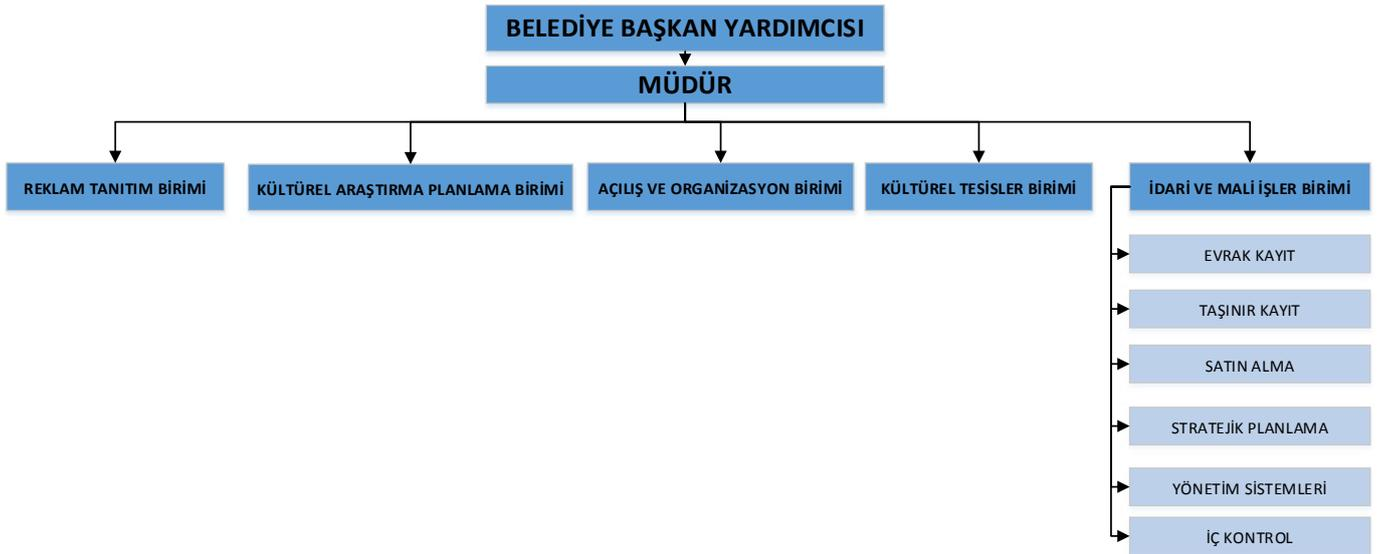 BELEDİYE BAŞKAN YARDIMCISI
MÜDÜR
REKLAM TANITIM BİRİMİ
KÜLTÜREL ARAŞTIRMA PLANLAMA BİRİMİ
AÇILIŞ VE ORGANİZASYON BİRİMİ
KÜLTÜREL TESİSLER BİRİMİ
İDARİ VE MALİ İŞLER BİRİMİ
EVRAK KAYIT
TAŞINIR KAYIT
SATIN ALMA
STRATEJİK PLANLAMA
YÖNETİM SİSTEMLERİ
İÇ KONTROL